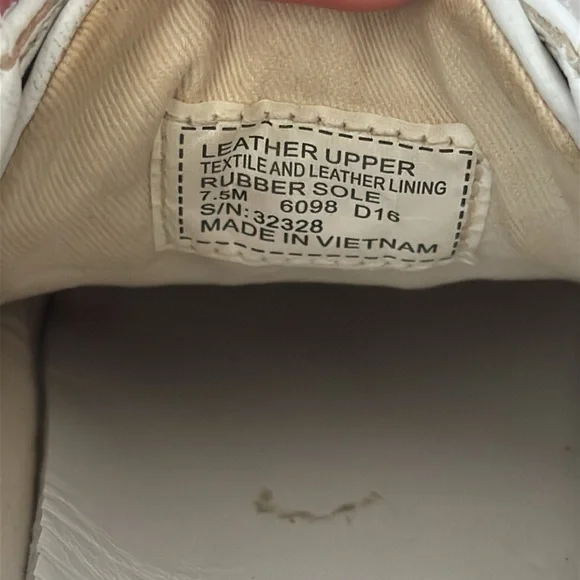 LEATHER UPPER
TEXTILE AND LEATHER LINING
RUBBER SOLE
7.5M 6098 D16
S/N: 32328
MADE IN VIETNAM